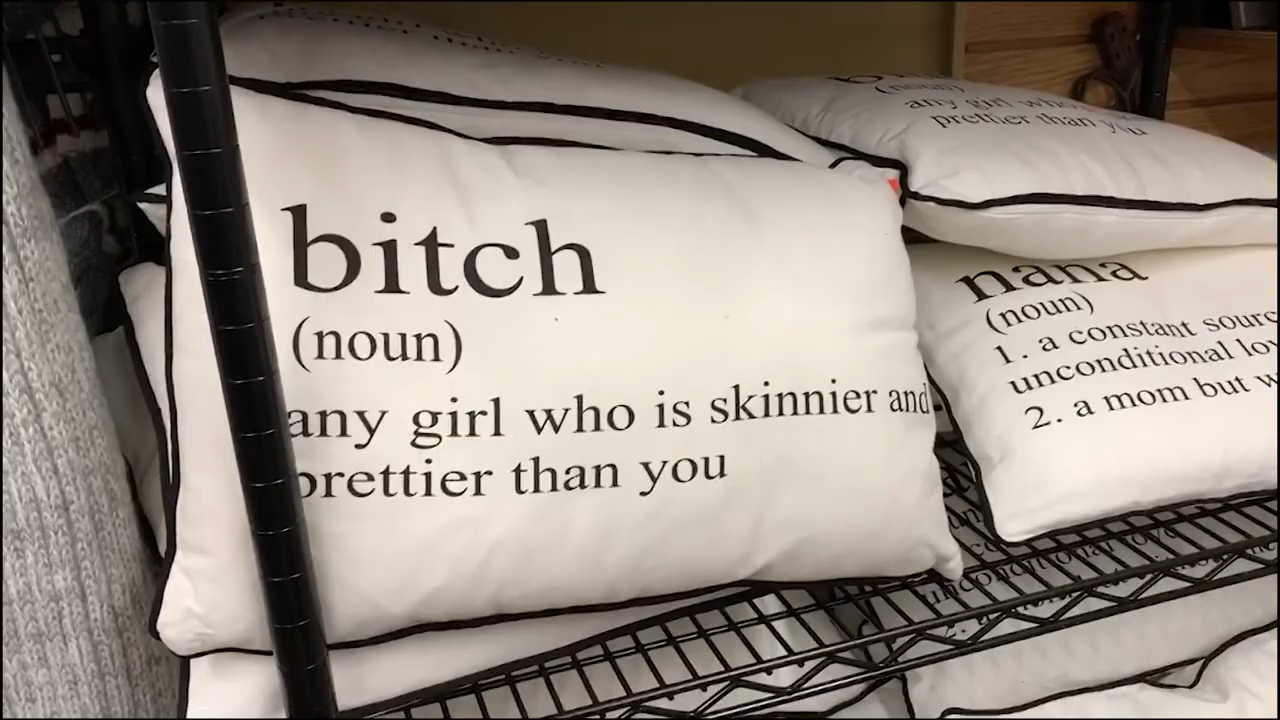 bitch
(noun)
any girl who is skinnier and
prettier than you
(noun)
any girl who
prettier than you
nana
(noun)
1. a constant
unconditional
2. a mom but